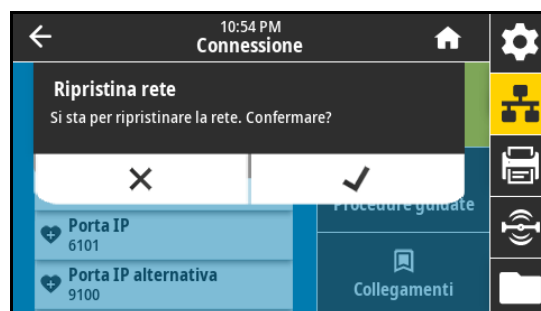 10:54 PM
Connessione
Ripristina rete
Si sta per ripristinare la rete. Confermare?
Procedure guidate
Porta IP
6101
Porta IP alternativa
9100
Collegamenti